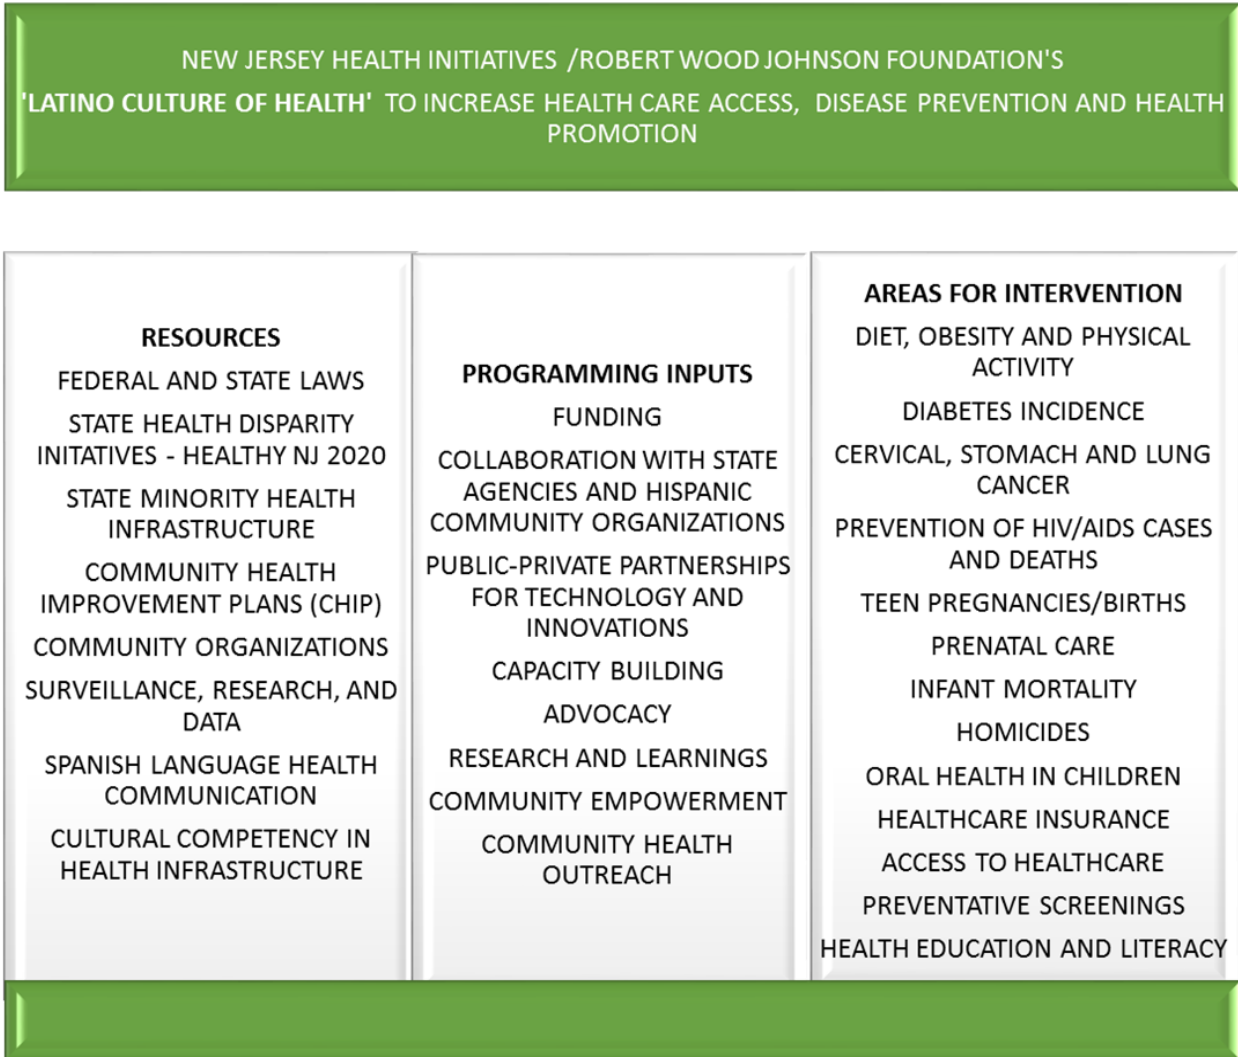 NEW JERSEY HEALTH INITIATIVES /ROBERT WOOD JOHNSON FOUNDATION'S
'LATINO CULTURE OF HEALTH' TO INCREASE HEALTH CARE ACCESS, DISEASE PREVENTION AND HEALTH
PROMOTION
RESOURCES
FEDERAL AND STATE LAWS
STATE HEALTH DISPARITY
INITATIVES - HEALTHY NJ 2020
STATE MINORITY HEALTH
INFRASTRUCTURE
COMMUNITY HEALTH
IMPROVEMENT PLANS (CHIP)
COMMUNITY ORGANIZATIONS
SURVEILLANCE, RESEARCH, AND
DATA
SPANISH LANGUAGE HEALTH
COMMUNICATION
CULTURAL COMPETENCY IN
HEALTH INFRASTRUCTURE
PROGRAMMING INPUTS
FUNDING
COLLABORATION WITH STATE
AGENCIES AND HISPANIC
COMMUNITY ORGANIZATIONS
PUBLIC-PRIVATE PARTNERSHIPS
FOR TECHNOLOGY AND
INNOVATIONS
CAPACITY BUILDING
ADVOCACY
RESEARCH AND LEARNINGS
COMMUNITY EMPOWERMENT
COMMUNITY HEALTH
OUTREACH
AREAS FOR INTERVENTION
DIET, OBESITY AND PHYSICAL
ACTIVITY
DIABETES INCIDENCE
CERVICAL, STOMACH AND LUNG
CANCER
PREVENTION OF HIV/AIDS CASES
AND DEATHS
TEEN PREGNANCIES/BIRTHS
PRENATAL CARE
INFANT MORTALITY
HOMICIDES
ORAL HEALTH IN CHILDREN
HEALTHCARE INSURANCE
ACCESS TO HEALTHCARE
PREVENTATIVE SCREENINGS
HEALTH EDUCATION AND LITERACY